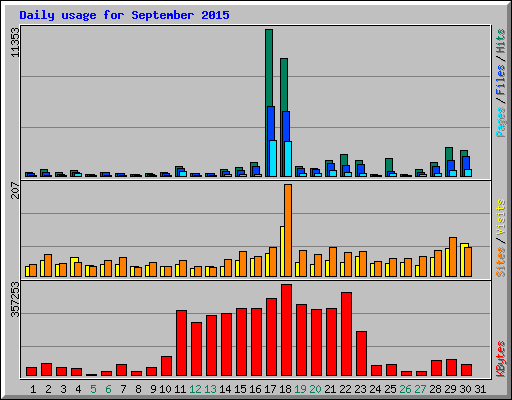 Daily usage for September 2015
11353
Pages / Files / Hits
207
Sites / Visits
357253
KBytes
1 2 3 4 5 6 7 8 9 10 11 12 13 14 15 16 17 18 19 20 21 22 23 24 25 26 27 28 29 30 31